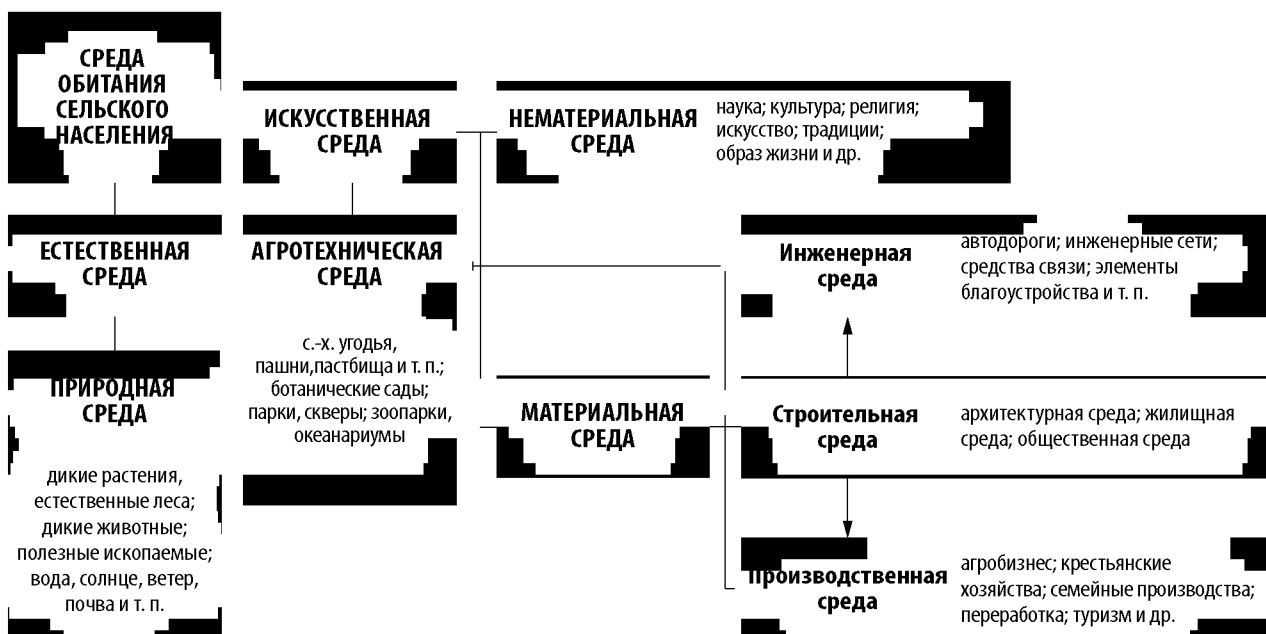 СРЕДА
ОБИТАНИЯ
СЕЛЬСКОГО
НАСЕЛЕНИЯ
ИСКУССТВЕННАЯ
СРЕДА
НЕМАТЕРИАЛЬНАЯ
СРЕДА
наука; культура; религия;
искусство; традиции;
образ жизни и др.
ЕСТЕСТВЕННАЯ
СРЕДА
АГРОТЕХНИЧЕСКАЯ
СРЕДА
с.-х. угодья,
пашни,пастбища и т. п.;
ботанические сады;
парки, скверы; зоопарки,
океанариумы
Инженерная
среда
автодороги; инженерные сети;
средства связи; элементы
благоустройства и т. п.
ПРИРОДНАЯ
СРЕДА
дикие растения,
естественные леса;
дикие животные;
полезные ископаемые;
вода, солнце, ветер,
почва и т. п.
МАТЕРИАЛЬНАЯ
СРЕДА
Строительная
среда
архитектурная среда; жилищная
среда; общественная среда
Производственная
среда
агробизнес; крестьянские
хозяйства; семейные производства;
переработка; туризм и др.